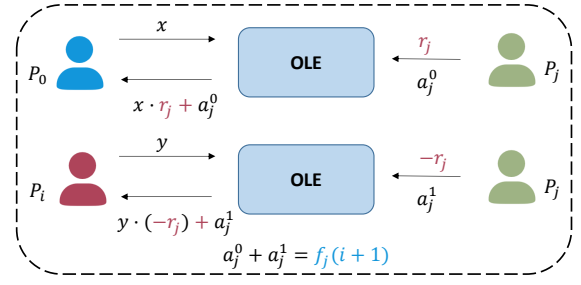 x
P₀ OLE r_j P_j
a_j^0
x · r_j + a_j^0
y
P_i OLE −r_j P_j
a_j^1
y · (−r_j) + a_j^1
a_j^0 + a_j^1 = f_j(i + 1)